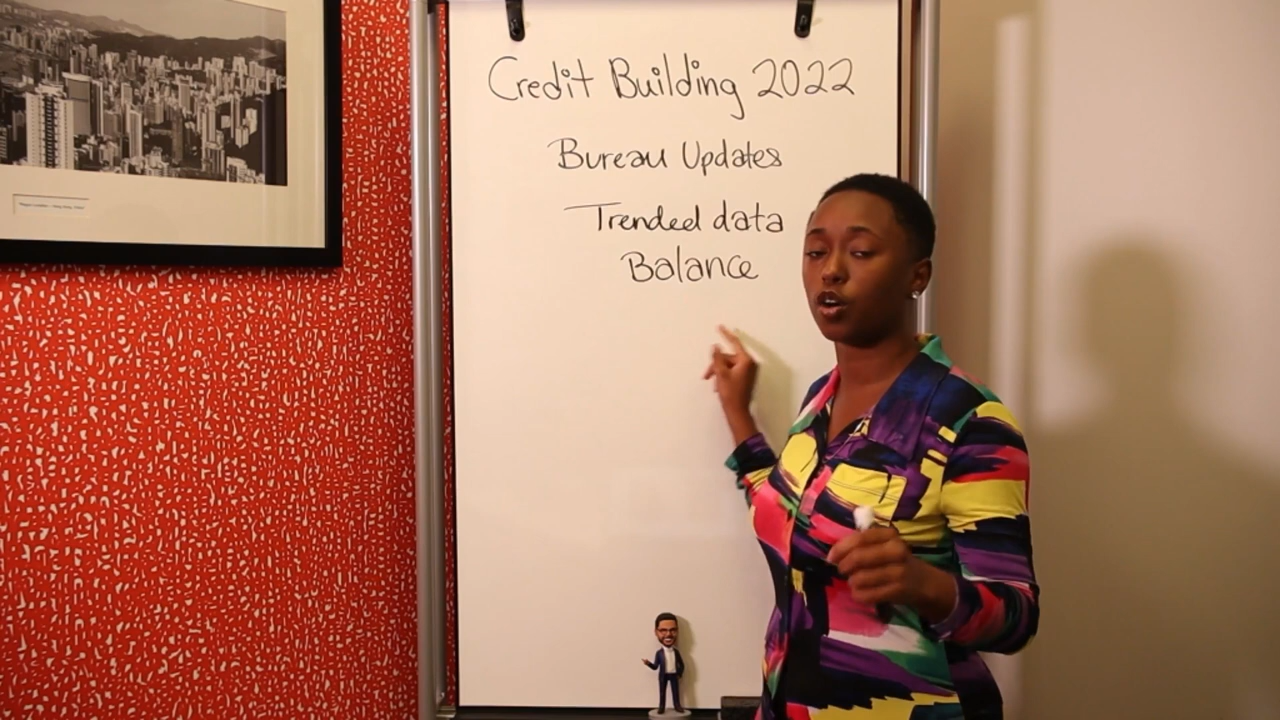 Credit Building 2022
Bureau Updates
Trended data
Balance